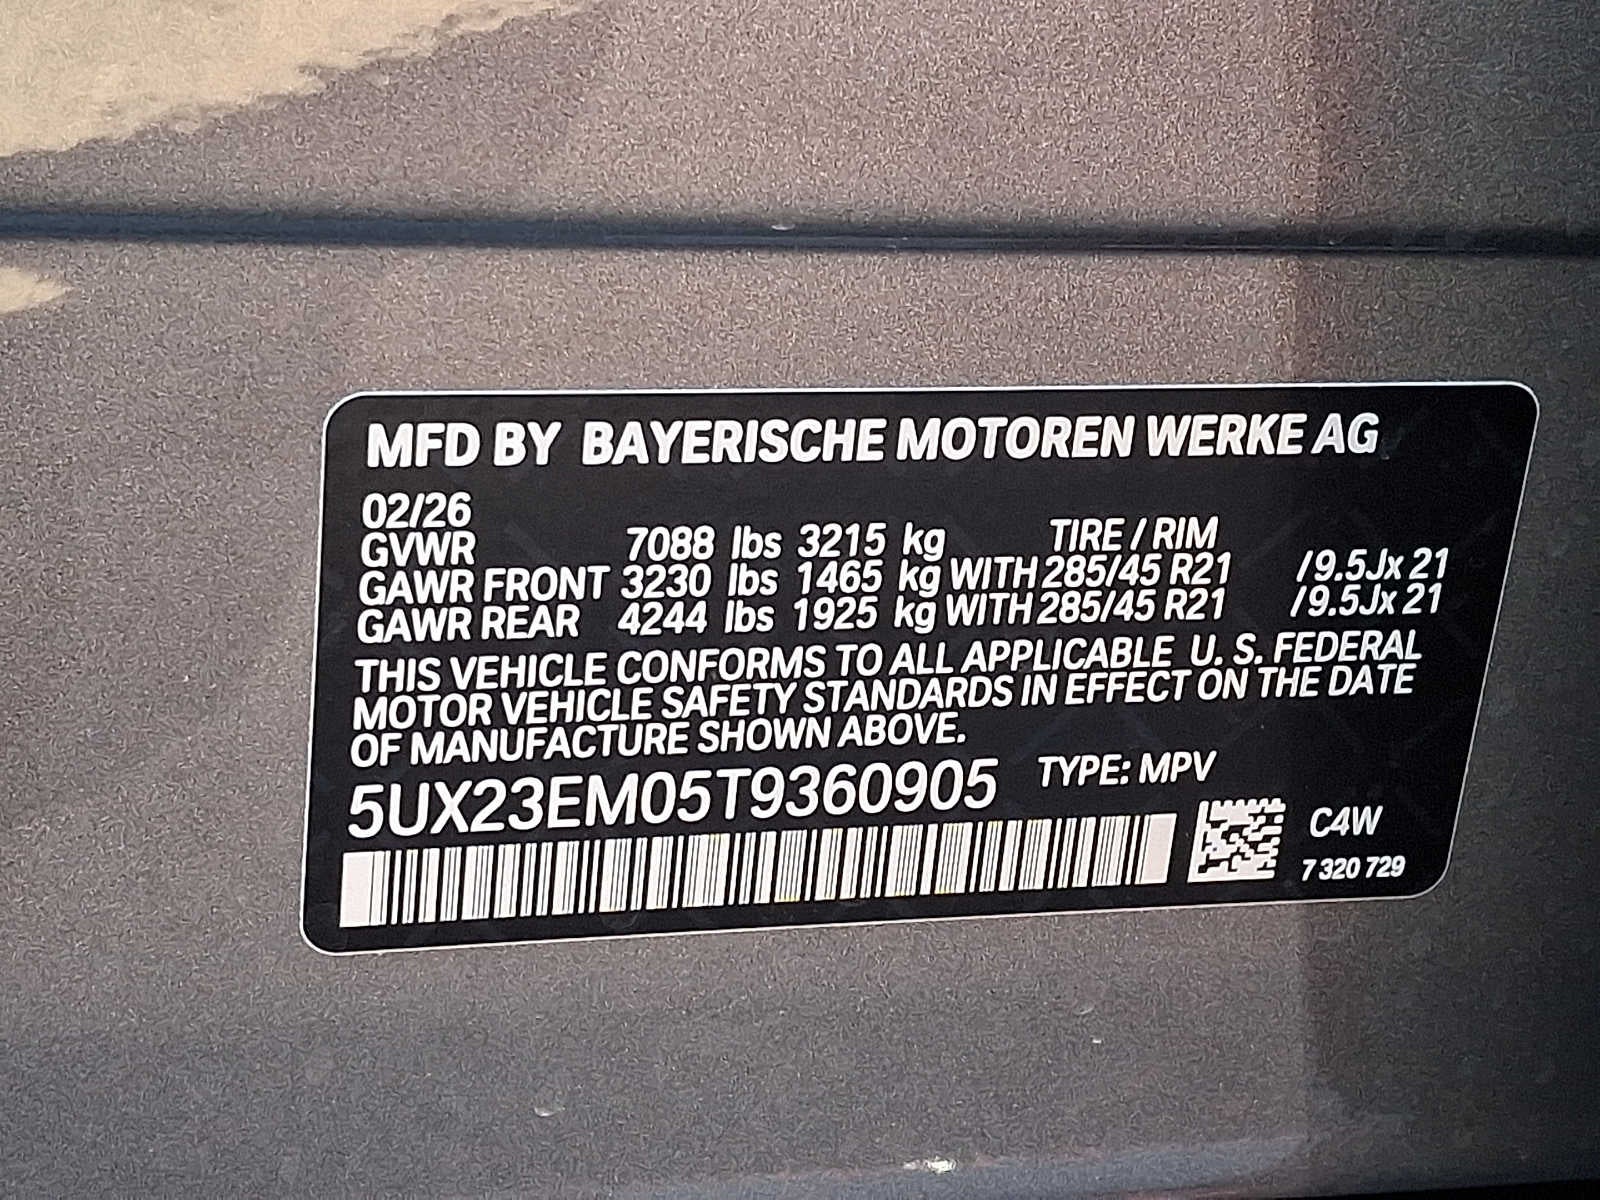 MFD BY BAYERISCHE MOTOREN WERKE AG
02/26
GVWR 7088 lbs 3215 kg TIRE / RIM
GAWR FRONT 3230 lbs 1465 kg WITH 285/45 R21 /9.5Jx 21
GAWR REAR 4244 lbs 1925 kg WITH 285/45 R21 /9.5Jx 21
THIS VEHICLE CONFORMS TO ALL APPLICABLE U. S. FEDERAL
MOTOR VEHICLE SAFETY STANDARDS IN EFFECT ON THE DATE
OF MANUFACTURE SHOWN ABOVE.
5UX23EM05T9360905 TYPE: MPV
C4W
7 320 729